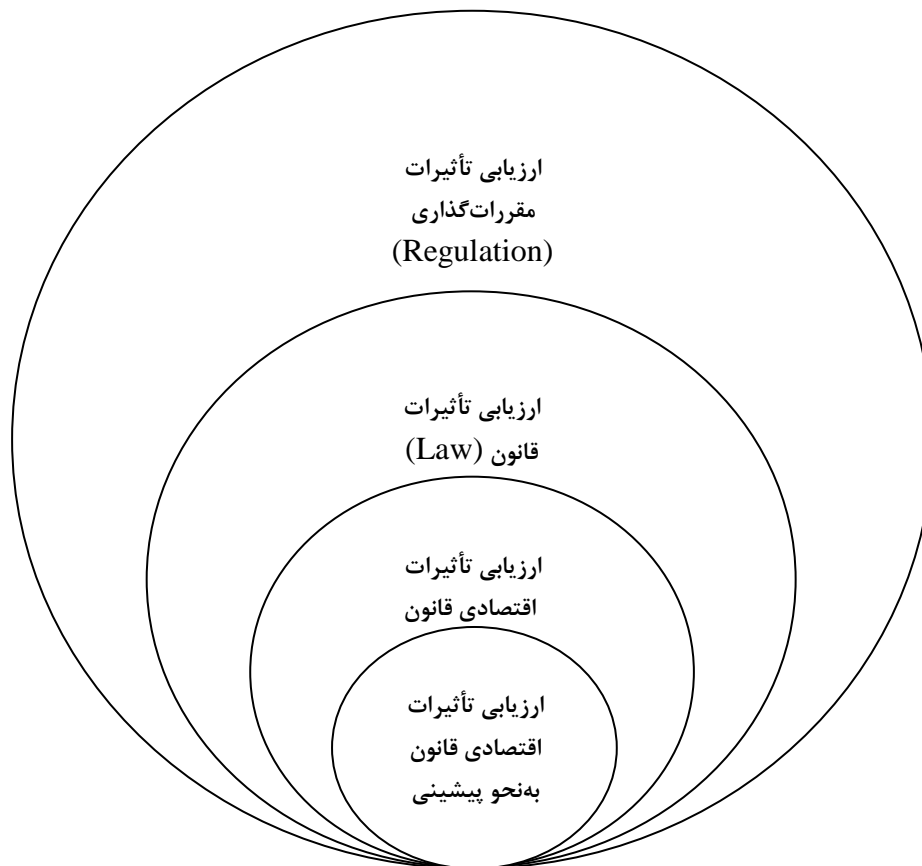 ارزیابی تأثیرات
مقررات‌گذاری
(Regulation)
ارزیابی تأثیرات
قانون (Law)
ارزیابی تأثیرات
اقتصادی قانون
ارزیابی تأثیرات
اقتصادی قانون
به‌نحو پیشینی